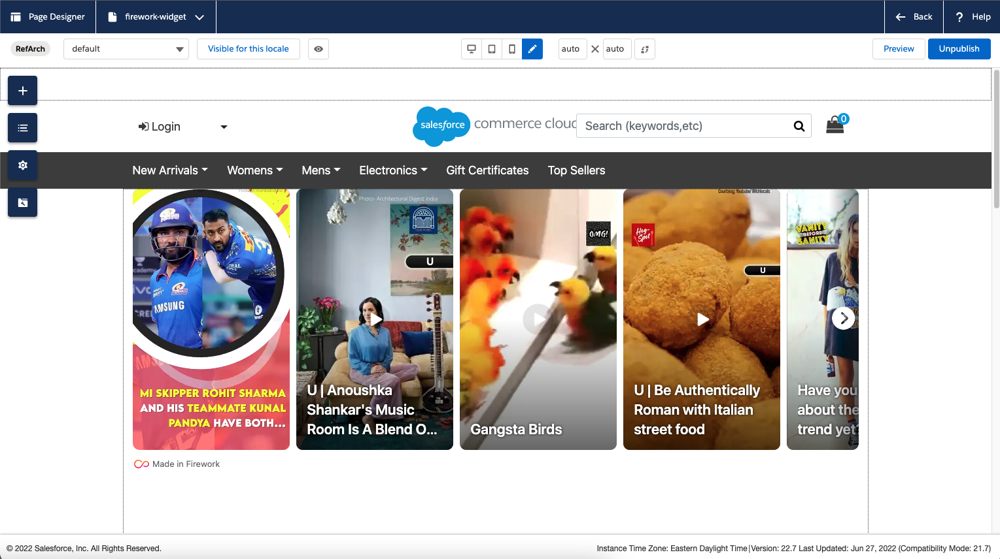 Page Designer
firework-widget
Back
? Help
RefArch
default
Visible for this locale
auto
auto
Preview
Unpublish
Login
salesforce
commerce cloud
Search (keywords,etc)
0
New Arrivals
Womens
Mens
Electronics
Gift Certificates
Top Sellers
SAMSUNG
MI SKIPPER ROHIT SHARMA
AND HIS TEAMMATE KUNAL
PANDYA HAVE BOTH...
Photo- Architectural Digest India
U
U | Anoushka
Shankar's Music
Room Is A Blend O...
OMG!
Gangsta Birds
Courtesy: Youtube/ Witchlocals
Hog-
Spot
U
U | Be Authentically
Roman with Italian
street food
VANITY
BEFORE
SANITY
Have you
about the
trend yet?
Made in Firework
© 2022 Salesforce, Inc. All Rights Reserved.
Instance Time Zone: Eastern Daylight Time | Version: 22.7 Last Updated: Jun 27, 2022 (Compatibility Mode: 21.7)